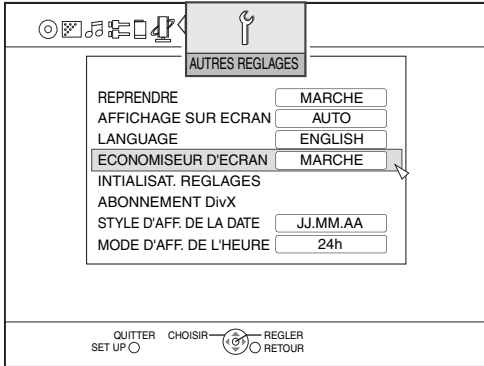 AUTRES REGLAGES
REPRENDRE MARCHE
AFFICHAGE SUR ECRAN AUTO
LANGUAGE ENGLISH
ECONOMISEUR D'ECRAN MARCHE
INTIALISAT. REGLAGES
ABONNEMENT DivX
STYLE D'AFF. DE LA DATE JJ.MM.AA
MODE D'AFF. DE L'HEURE 24h
QUITTER CHOISIR REGLER
SET UP RETOUR